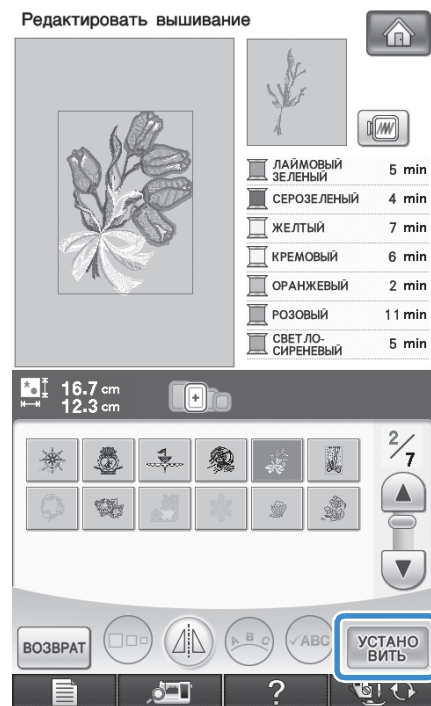 Редактировать вышивание
ЛАЙМОВЫЙ
ЗЕЛЕНЫЙ 5 min
СЕРОЗЕЛЕНЫЙ 4 min
ЖЕЛТЫЙ 7 min
КРЕМОВЫЙ 6 min
ОРАНЖЕВЫЙ 2 min
РОЗОВЫЙ 11 min
СВЕТЛО-
СИРЕНЕВЫЙ 5 min
16.7 cm
12.3 cm
2/7
ВОЗВРАТ
A B C
✓ABC
УСТАНО
ВИТЬ
?